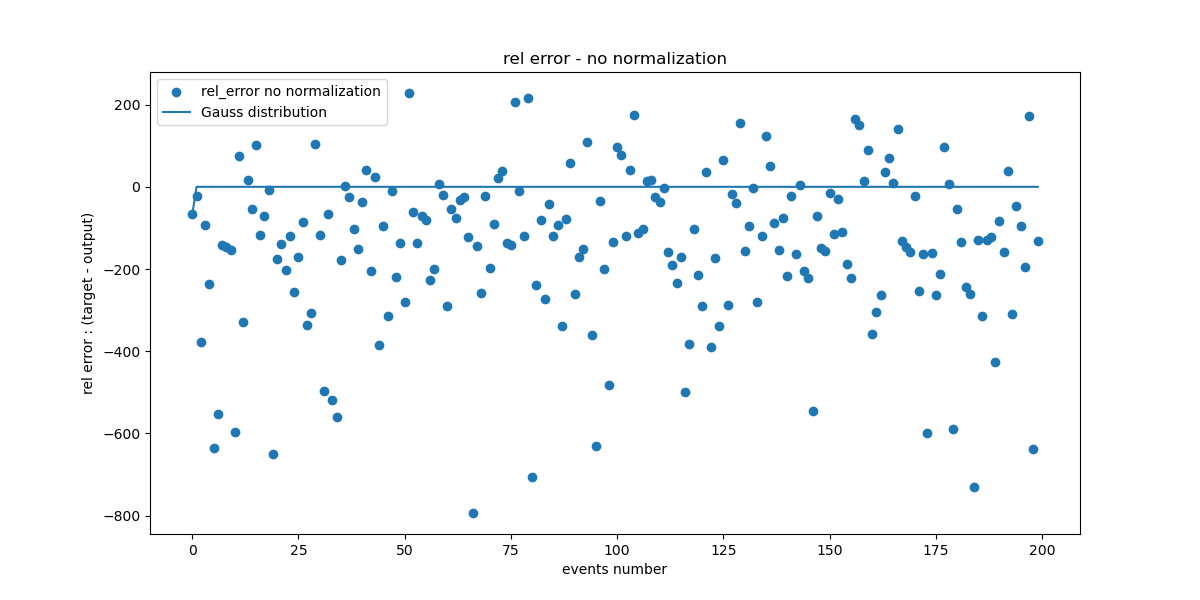 rel error - no normalization
rel_error no normalization
Gauss distribution
rel error : (target - output)
200
0
−200
−400
−600
−800
0 25 50 75 100 125 150 175 200
events number